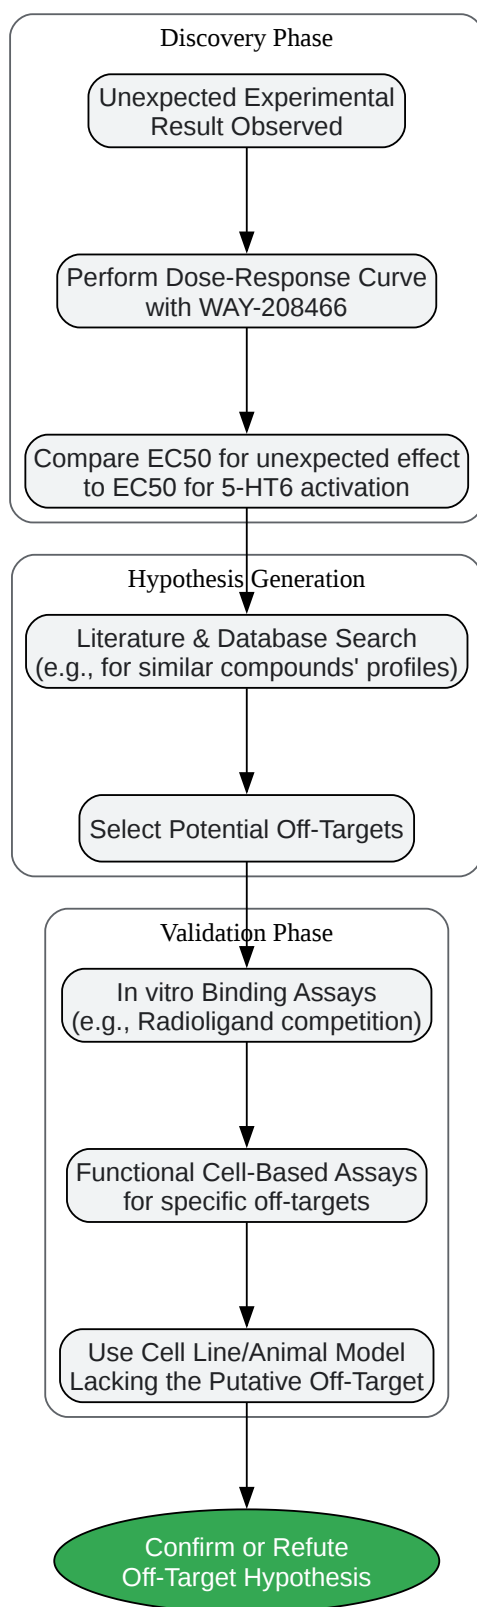 Discovery Phase
Unexpected Experimental
Result Observed
Perform Dose-Response Curve
with WAY-208466
Compare EC50 for unexpected effect
to EC50 for 5-HT6 activation
Hypothesis Generation
Literature & Database Search
(e.g., for similar compounds' profiles)
Select Potential Off-Targets
Validation Phase
In vitro Binding Assays
(e.g., Radioligand competition)
Functional Cell-Based Assays
for specific off-targets
Use Cell Line/Animal Model
Lacking the Putative Off-Target
Confirm or Refute
Off-Target Hypothesis